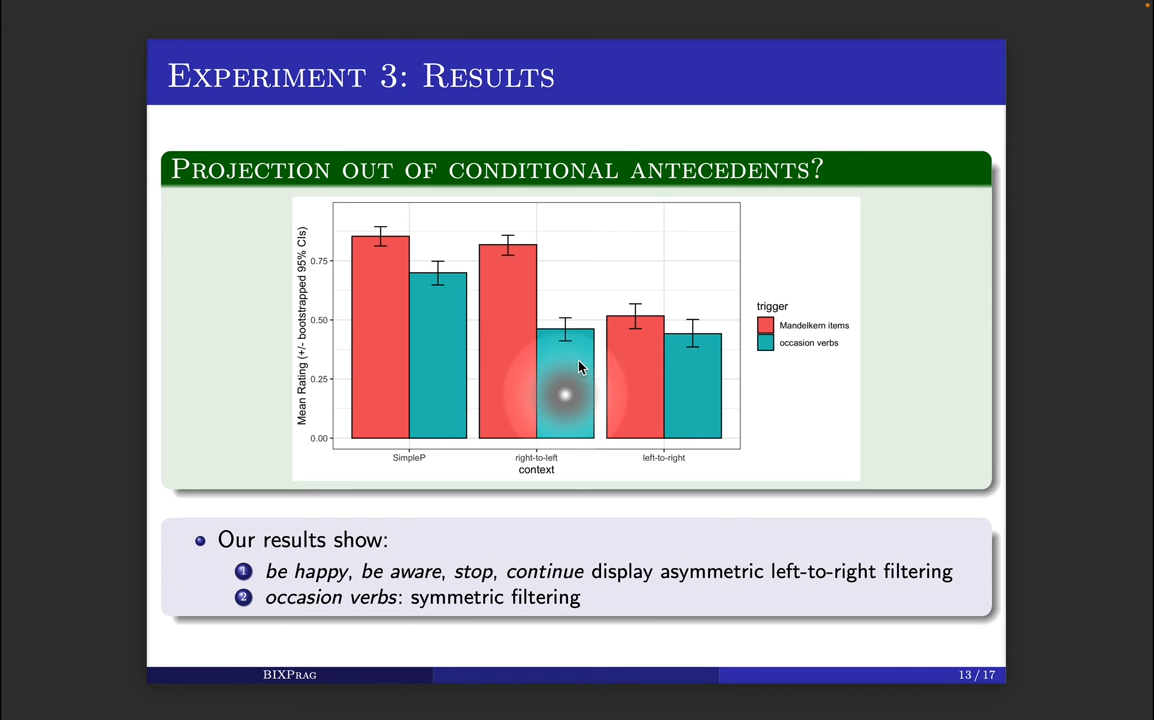 Experiment 3: Results
Projection out of conditional antecedents?
Mean Rating (+/- bootstrapped 95% CIs)
0.75
0.50
0.25
0.00
SimpleP
right-to-left
left-to-right
context
trigger
Mandelkern items
occasion verbs
Our results show:
1 be happy, be aware, stop, continue display asymmetric left-to-right filtering
2 occasion verbs: symmetric filtering
BIXPrag
13 / 17